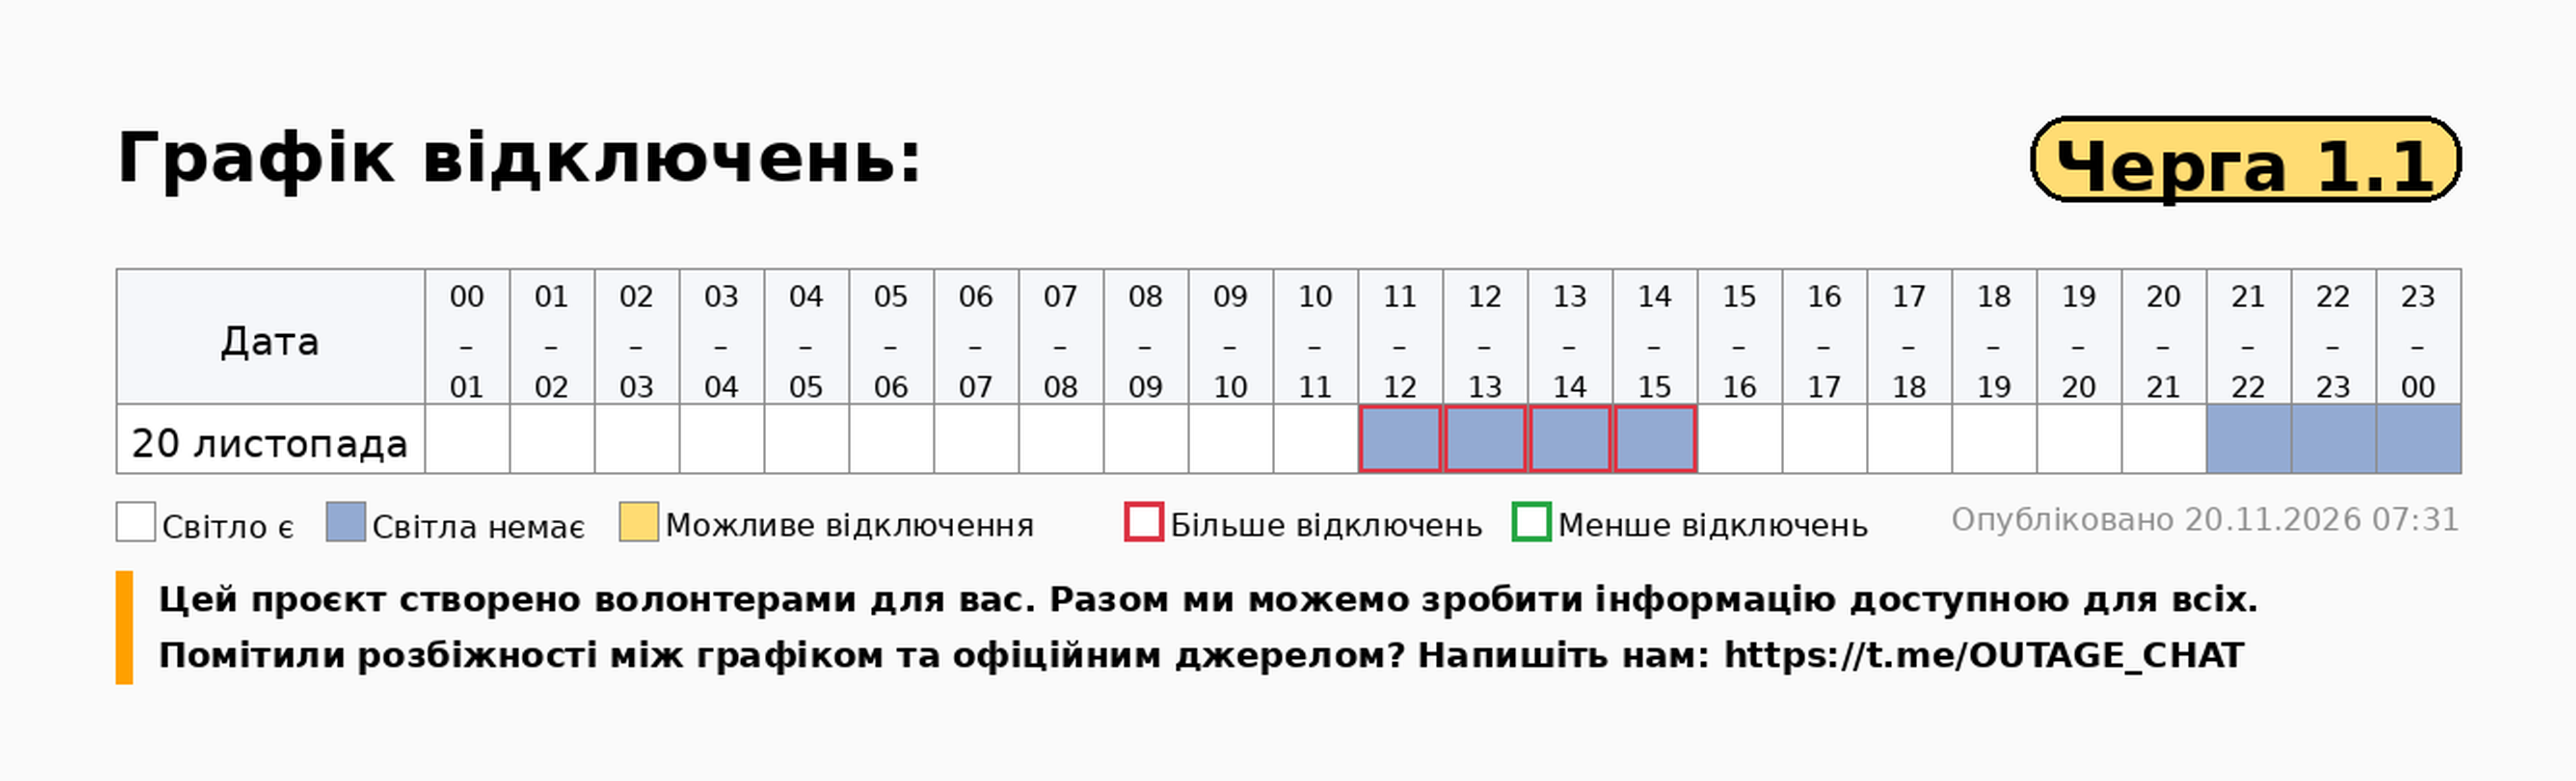 Графік відключень:
Черга 1.1
Дата
00 – 01
01 – 02
02 – 03
03 – 04
04 – 05
05 – 06
06 – 07
07 – 08
08 – 09
09 – 10
10 – 11
11 – 12
12 – 13
13 – 14
14 – 15
15 – 16
16 – 17
17 – 18
18 – 19
19 – 20
20 – 21
21 – 22
22 – 23
23 – 00
20 листопада
Світло є
Світла немає
Можливе відключення
Більше відключень
Менше відключень
Опубліковано 20.11.2026 07:31
Цей проєкт створено волонтерами для вас. Разом ми можемо зробити інформацію доступною для всіх.
Помітили розбіжності між графіком та офіційним джерелом? Напишіть нам: https://t.me/OUTAGE_CHAT